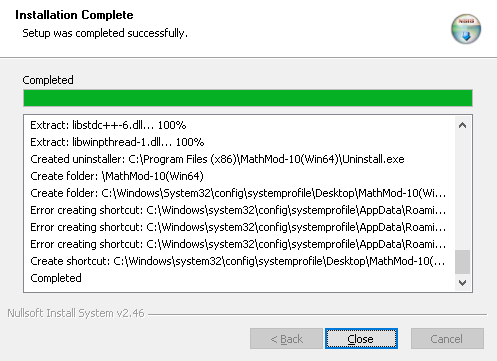 Installation Complete
Setup was completed successfully.
Completed
Extract: libstdc++-6.dll... 100%
Extract: libwinpthread-1.dll... 100%
Created uninstaller: C:\Program Files (x86)\MathMod-10(Win64)\Uninstall.exe
Create folder: \MathMod-10(Win64)
Create folder: C:\Windows\System32\config\systemprofile\Desktop\MathMod-10(Wi...
Error creating shortcut: C:\Windows\system32\config\systemprofile\AppData\Roami...
Error creating shortcut: C:\Windows\system32\config\systemprofile\AppData\Roami...
Error creating shortcut: C:\Windows\system32\config\systemprofile\AppData\Roami...
Create shortcut: C:\Windows\system32\config\systemprofile\Desktop\MathMod-10(...
Completed
Nullsoft Install System v2.46
< Back Close Cancel